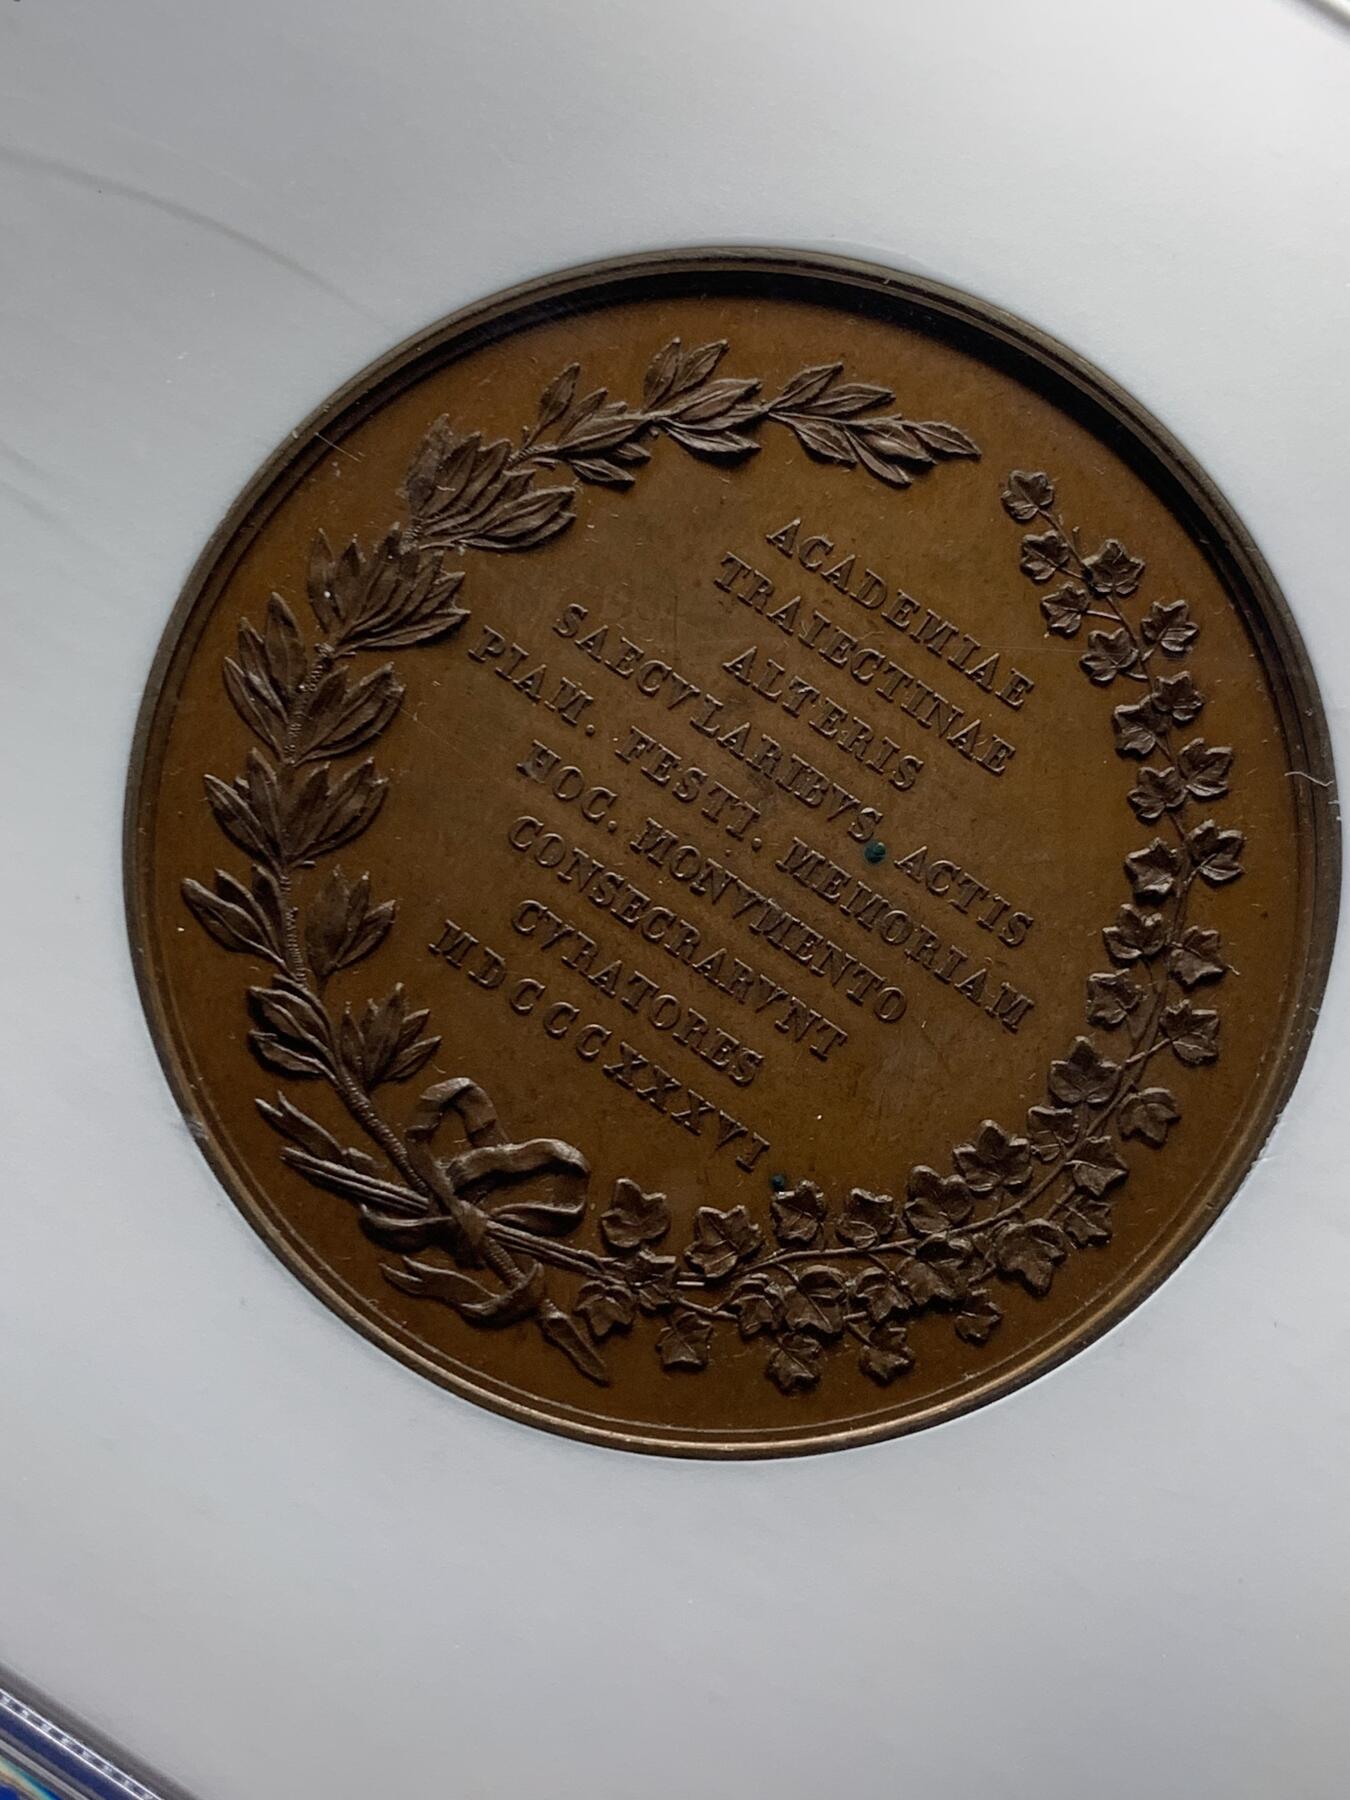 ACADEMIAE
TRAIECTINAE
ALTERIS
SAECVLARIBVS ACTIS
PIAM. FESTI. MEMORIAM
HOC. MONVMENTO
CONSECRARVNT
CVRATORES
MDCCCXXXVI